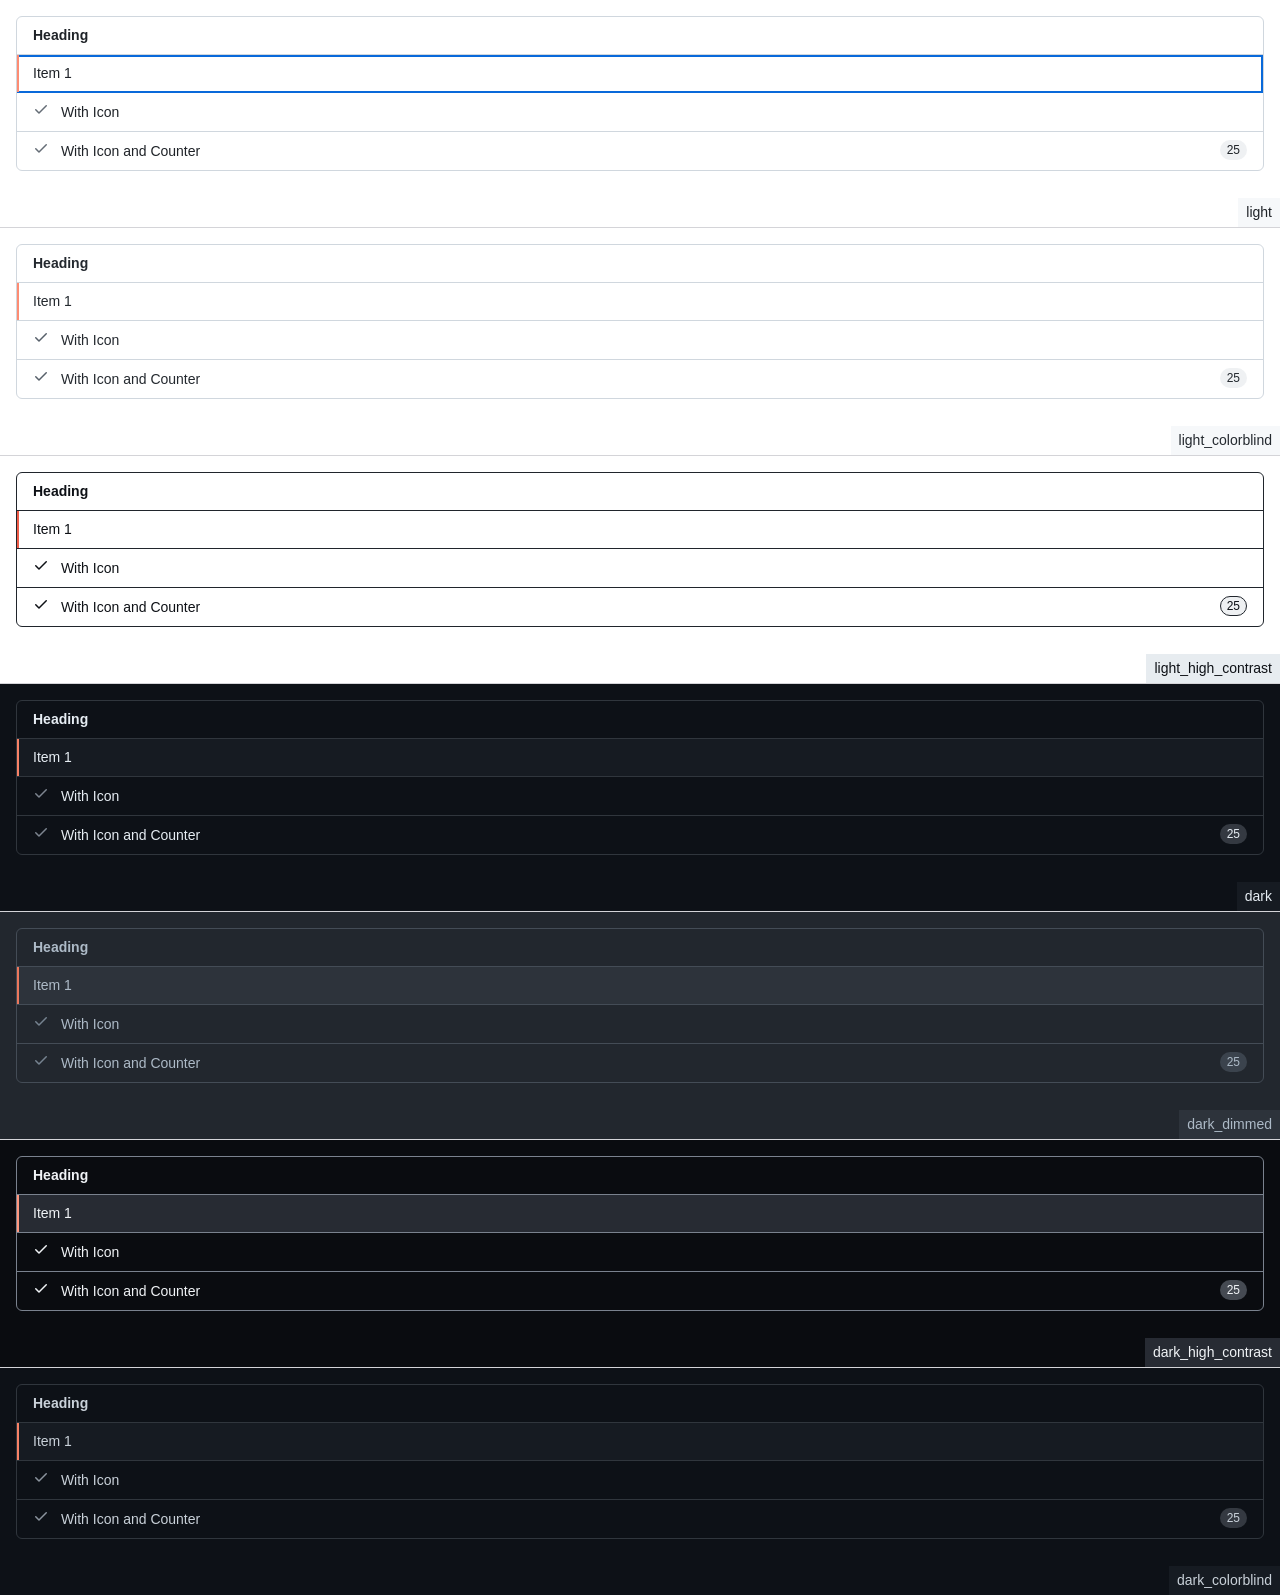 Heading
Item 1
With Icon
With Icon and Counter 25
light
Heading
Item 1
With Icon
With Icon and Counter 25
light_colorblind
Heading
Item 1
With Icon
With Icon and Counter 25
light_high_contrast
Heading
Item 1
With Icon
With Icon and Counter 25
dark
Heading
Item 1
With Icon
With Icon and Counter 25
dark_dimmed
Heading
Item 1
With Icon
With Icon and Counter 25
dark_high_contrast
Heading
Item 1
With Icon
With Icon and Counter 25
dark_colorblind